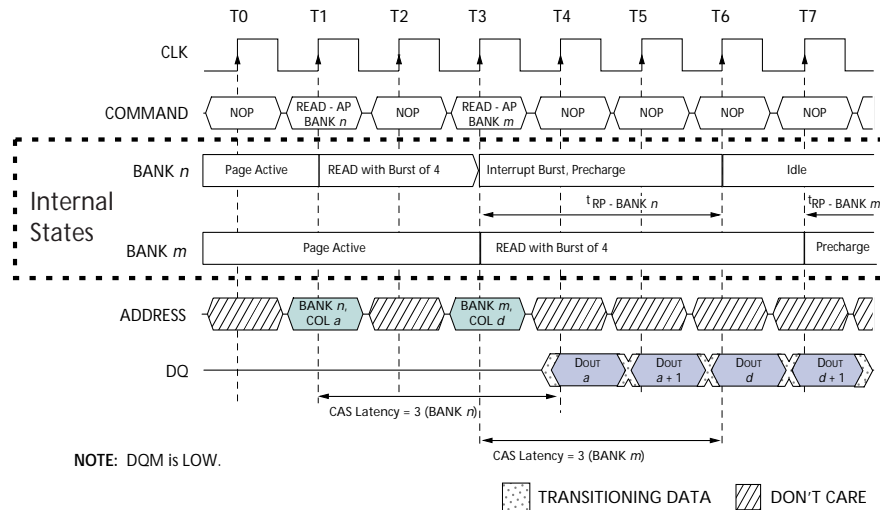 T0 T1 T2 T3 T4 T5 T6 T7
CLK
COMMAND NOP READ - AP BANK n NOP READ - AP BANK m NOP NOP NOP NOP
Internal States
BANK n Page Active READ with Burst of 4 Interrupt Burst, Precharge Idle
tRP - BANK n tRP - BANK m
BANK m Page Active READ with Burst of 4 Precharge
ADDRESS BANK n, COL a BANK m, COL d
DQ DOUT a DOUT a + 1 DOUT d DOUT d + 1
CAS Latency = 3 (BANK n)
CAS Latency = 3 (BANK m)
NOTE: DQM is LOW.
TRANSITIONING DATA DON'T CARE